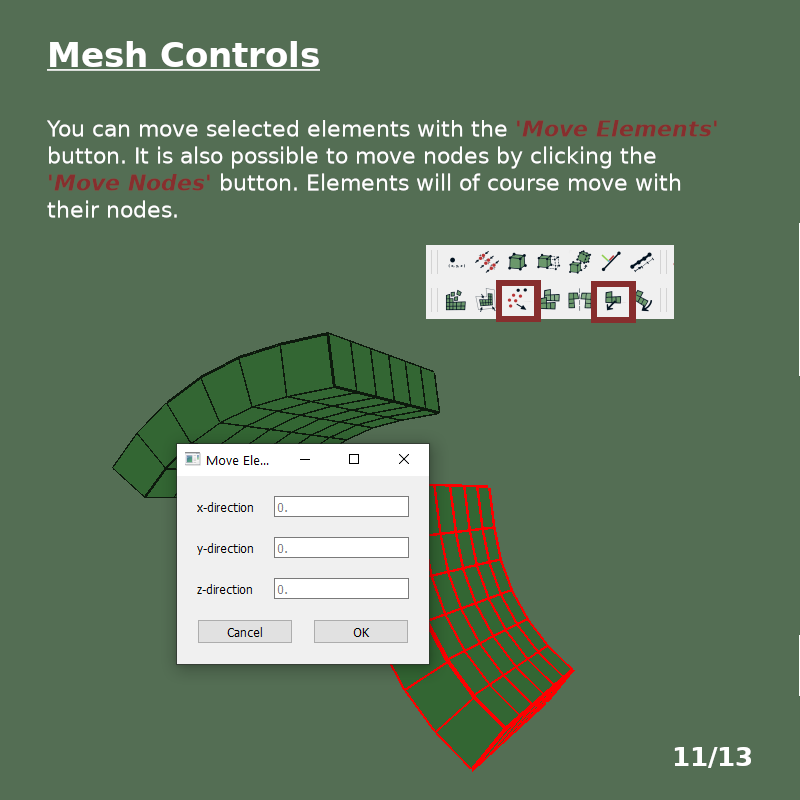 Mesh Controls
You can move selected elements with the 'Move Elements'
button. It is also possible to move nodes by clicking the
'Move Nodes' button. Elements will of course move with
their nodes.
Move Ele...
x-direction 0.
y-direction 0.
z-direction 0.
Cancel OK
11/13